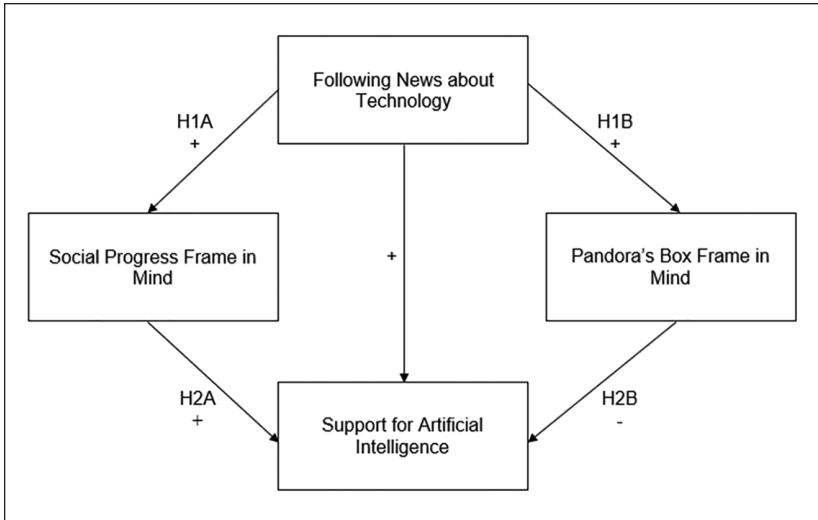 Following News about
Technology
H1A
+
H1B
+
Social Progress Frame in
Mind
+
Pandora's Box Frame in
Mind
H2A
+
Support for Artificial
Intelligence
H2B
-